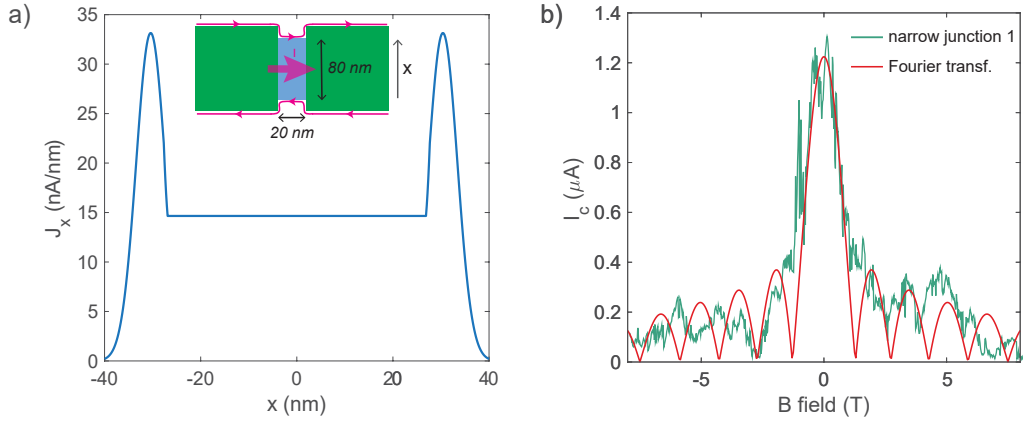 a)
35
30
25
20
15
10
5
0
J_x (nA/nm)
-40
-20
0
20
40
x (nm)
I
80 nm
x
20 nm
b)
1.4
1.2
1
0.8
0.6
0.4
0.2
0
I_c (μA)
-5
0
5
B field (T)
narrow junction 1
Fourier transf.